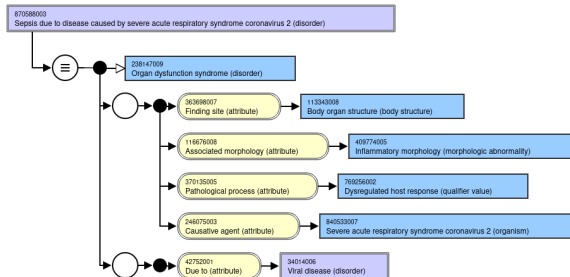 870588003
Sepsis due to disease caused by severe acute respiratory syndrome coronavirus 2 (disorder)
238147009
Organ dysfunction syndrome (disorder)
363698007
Finding site (attribute)
113343008
Body organ structure (body structure)
116676008
Associated morphology (attribute)
409774005
Inflammatory morphology (morphologic abnormality)
370135005
Pathological process (attribute)
769256002
Dysregulated host response (qualifier value)
246075003
Causative agent (attribute)
840533007
Severe acute respiratory syndrome coronavirus 2 (organism)
42752001
Due to (attribute)
34014006
Viral disease (disorder)